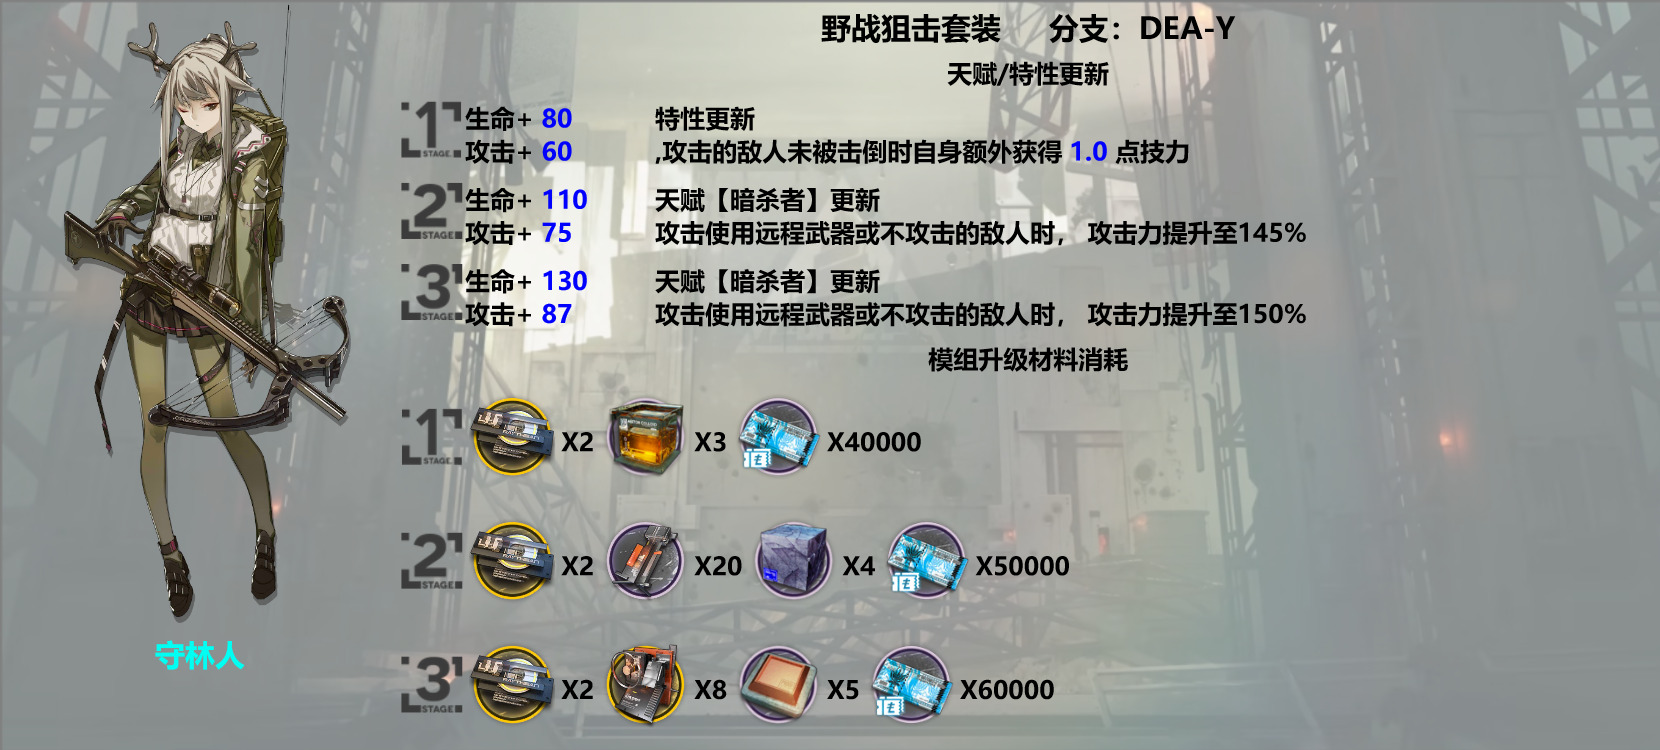 野战狙击套装 分支：DEA-Y
天赋/特性更新
1 STAGE. 生命+ 80 特性更新
攻击+ 60 ,攻击的敌人未被击倒时自身额外获得 1.0 点技力
2 STAGE. 生命+ 110 天赋【暗杀者】更新
攻击+ 75 攻击使用远程武器或不攻击的敌人时， 攻击力提升至145%
3 STAGE. 生命+ 130 天赋【暗杀者】更新
攻击+ 87 攻击使用远程武器或不攻击的敌人时， 攻击力提升至150%
模组升级材料消耗
1 STAGE. X2 X3 X40000
2 STAGE. X2 X20 X4 X50000
守林人
3 STAGE. X2 X8 X5 X60000